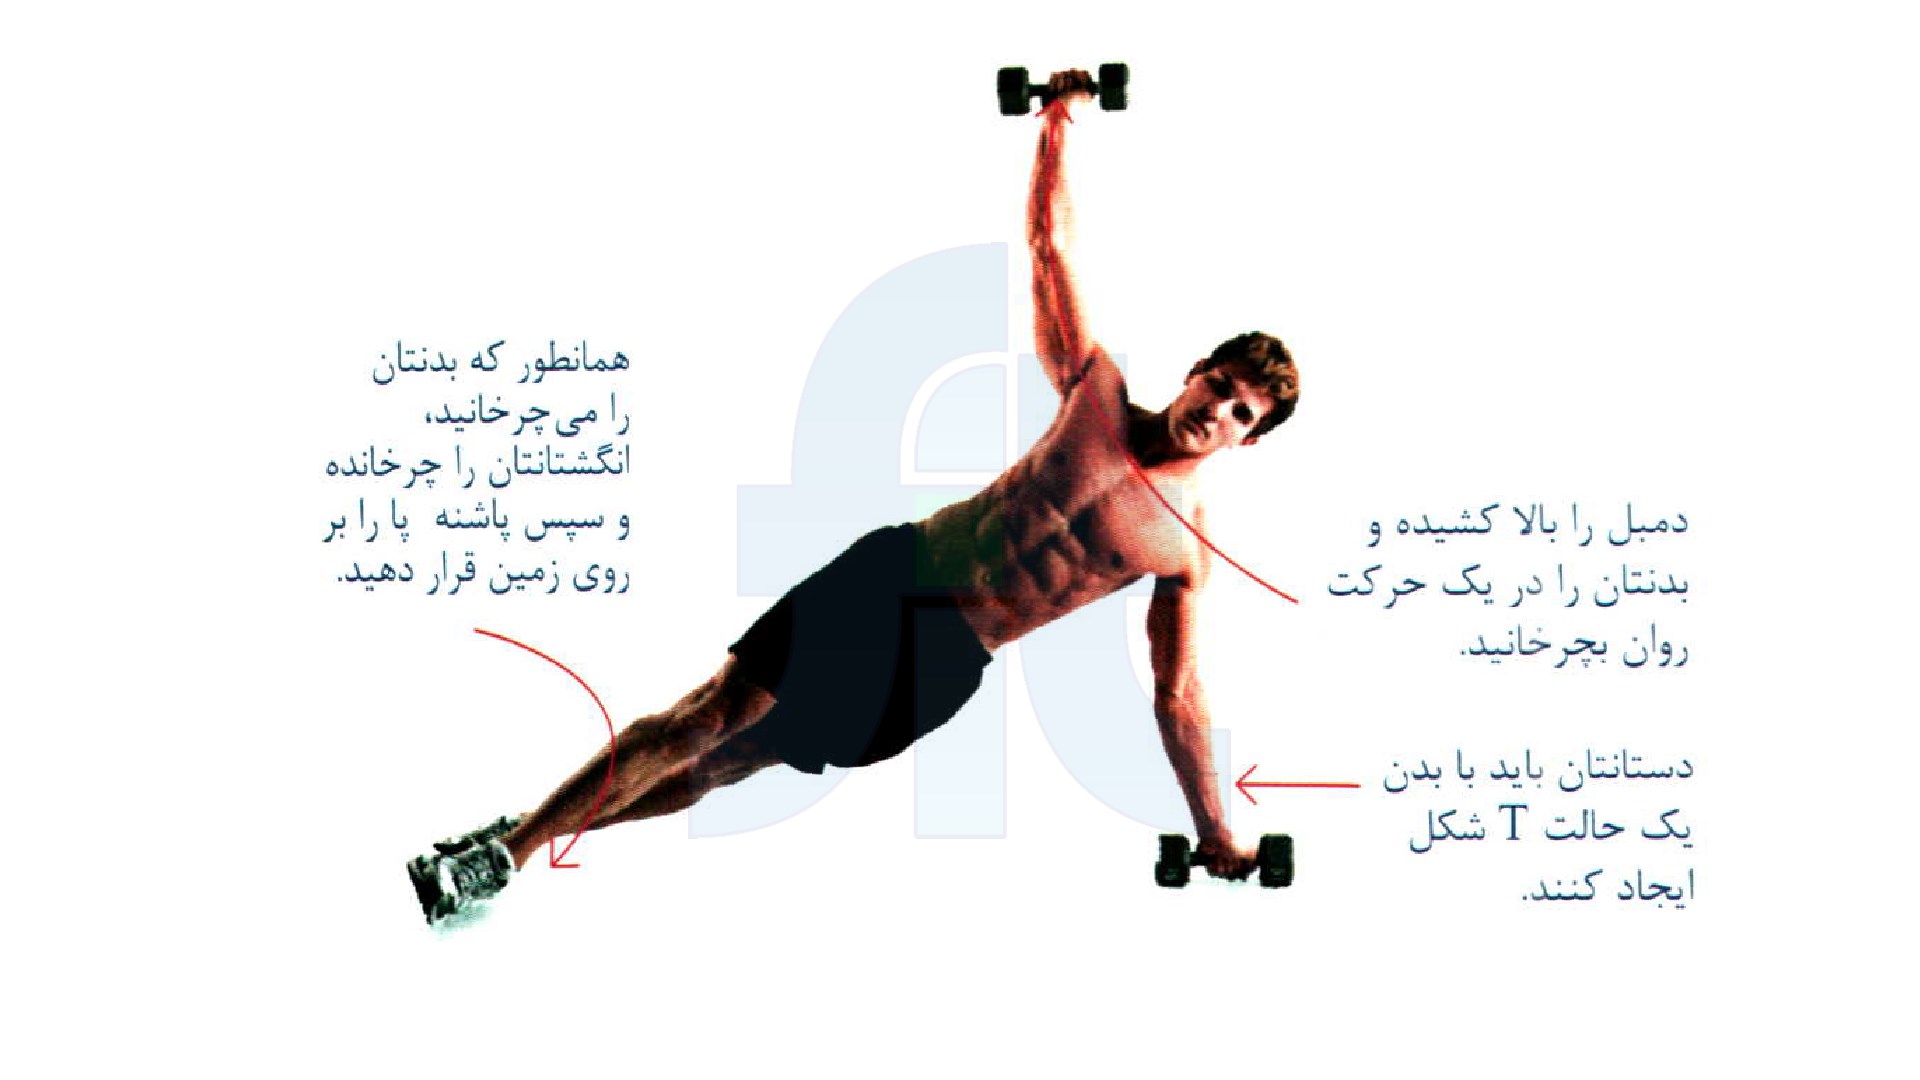 همانطور که بدنتان
را می‌چرخانید،
انگشتانتان را چرخانده
و سپس پاشنه پا را بر
روی زمین قرار دهید.
دمبل را بالا کشیده و
بدنتان را در یک حرکت
روان بچرخانید.
دستانتان باید با بدن
یک حالت T شکل
ایجاد کنند.
fit